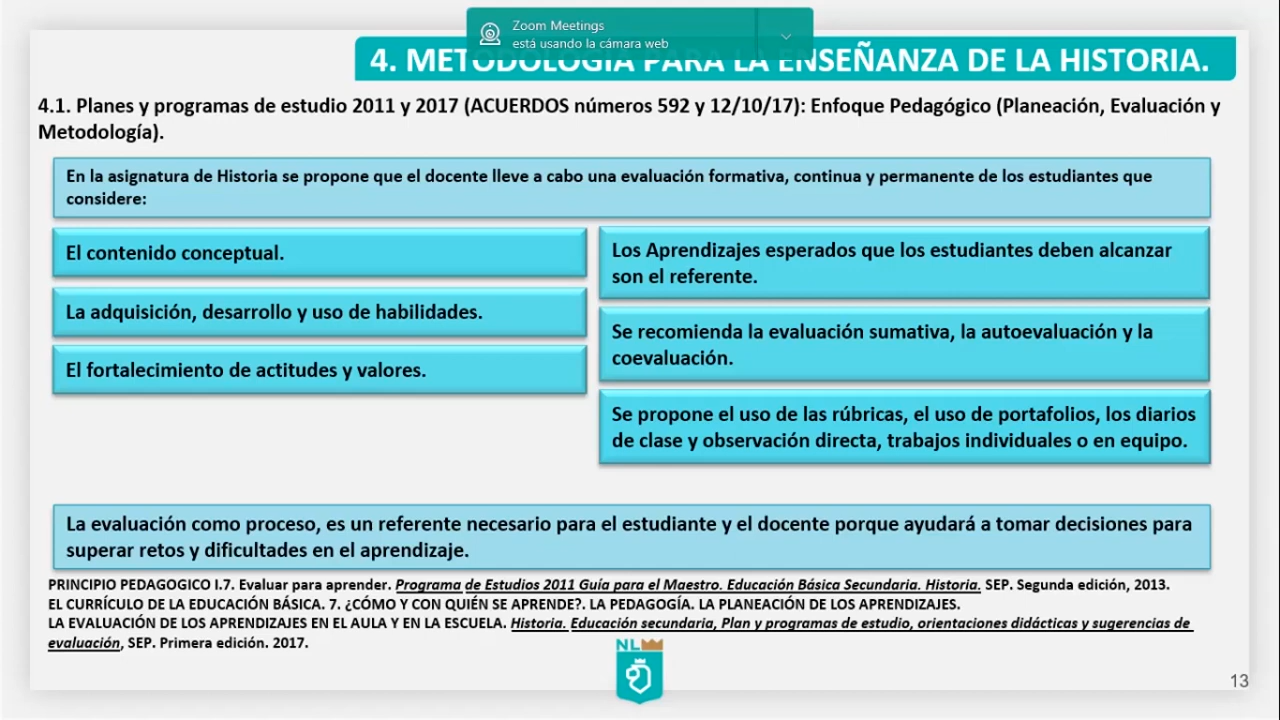 Zoom Meetings
está usando la cámara web
4. METODOLOGÍA PARA LA ENSEÑANZA DE LA HISTORIA.
4.1. Planes y programas de estudio 2011 y 2017 (ACUERDOS números 592 y 12/10/17): Enfoque Pedagógico (Planeación, Evaluación y
Metodología).
En la asignatura de Historia se propone que el docente lleve a cabo una evaluación formativa, continua y permanente de los estudiantes que
considere:
El contenido conceptual.
La adquisición, desarrollo y uso de habilidades.
El fortalecimiento de actitudes y valores.
Los Aprendizajes esperados que los estudiantes deben alcanzar
son el referente.
Se recomienda la evaluación sumativa, la autoevaluación y la
coevaluación.
Se propone el uso de las rúbricas, el uso de portafolios, los diarios
de clase y observación directa, trabajos individuales o en equipo.
La evaluación como proceso, es un referente necesario para el estudiante y el docente porque ayudará a tomar decisiones para
superar retos y dificultades en el aprendizaje.
PRINCIPIO PEDAGOGICO I.7. Evaluar para aprender. Programa de Estudios 2011 Guía para el Maestro. Educación Básica Secundaria. Historia. SEP. Segunda edición, 2013.
EL CURRÍCULO DE LA EDUCACIÓN BÁSICA. 7. ¿CÓMO Y CON QUIÉN SE APRENDE?. LA PEDAGOGÍA. LA PLANEACIÓN DE LOS APRENDIZAJES.
LA EVALUACIÓN DE LOS APRENDIZAJES EN EL AULA Y EN LA ESCUELA. Historia. Educación secundaria, Plan y programas de estudio, orientaciones didácticas y sugerencias de
evaluación, SEP. Primera edición. 2017.
NL
13